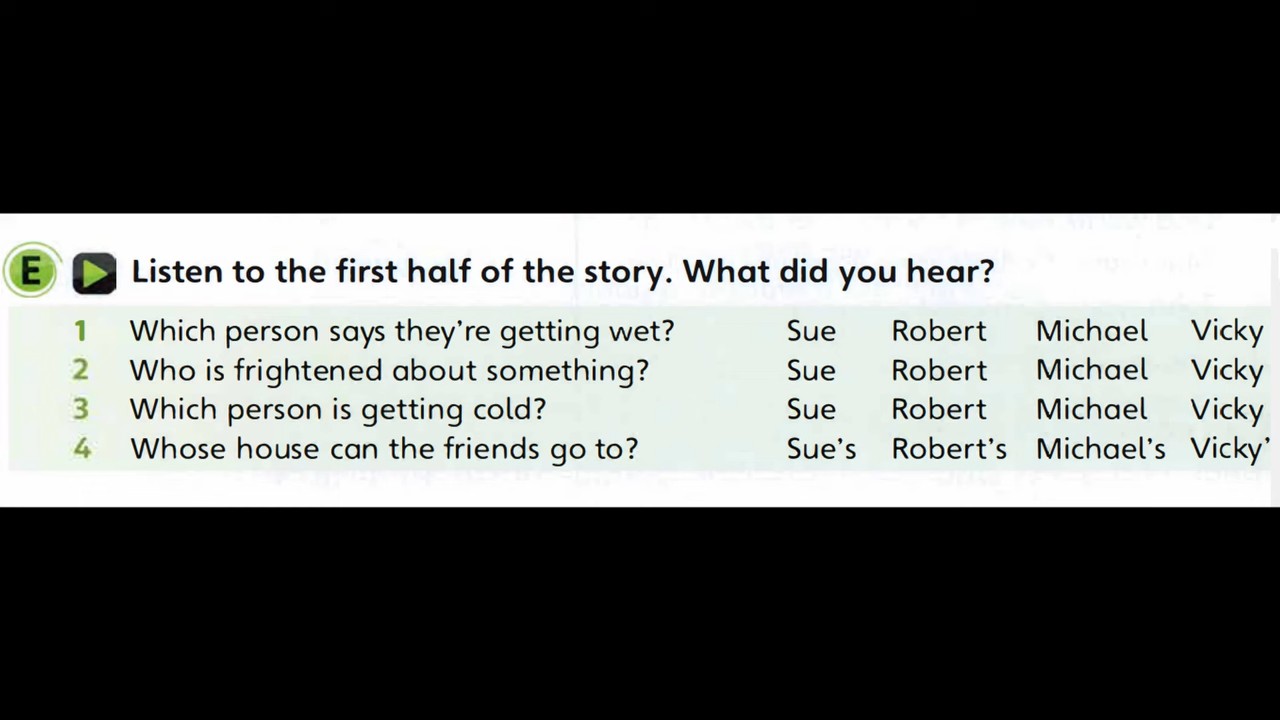 E Listen to the first half of the story. What did you hear?
1 Which person says they're getting wet? Sue Robert Michael Vicky
2 Who is frightened about something? Sue Robert Michael Vicky
3 Which person is getting cold? Sue Robert Michael Vicky
4 Whose house can the friends go to? Sue's Robert's Michael's Vicky'